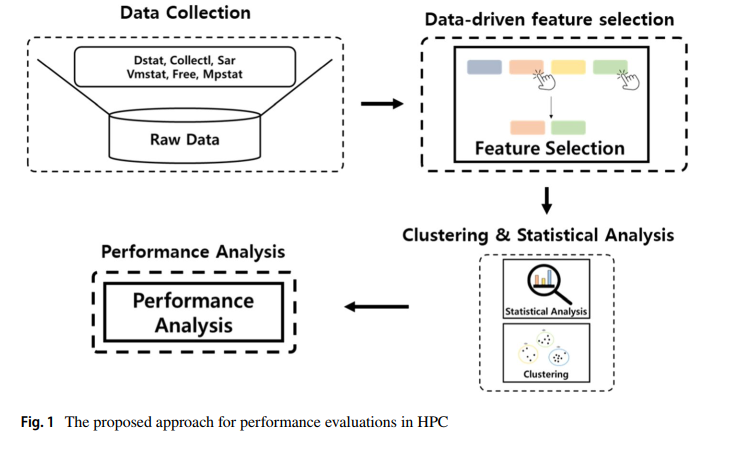 Data Collection
Dstat, Collectl, Sar
Vmstat, Free, Mpstat
Raw Data
Data-driven feature selection
Feature Selection
Clustering & Statistical Analysis
Statistical Analysis
Clustering
Performance Analysis
Performance
Analysis
Fig. 1 The proposed approach for performance evaluations in HPC